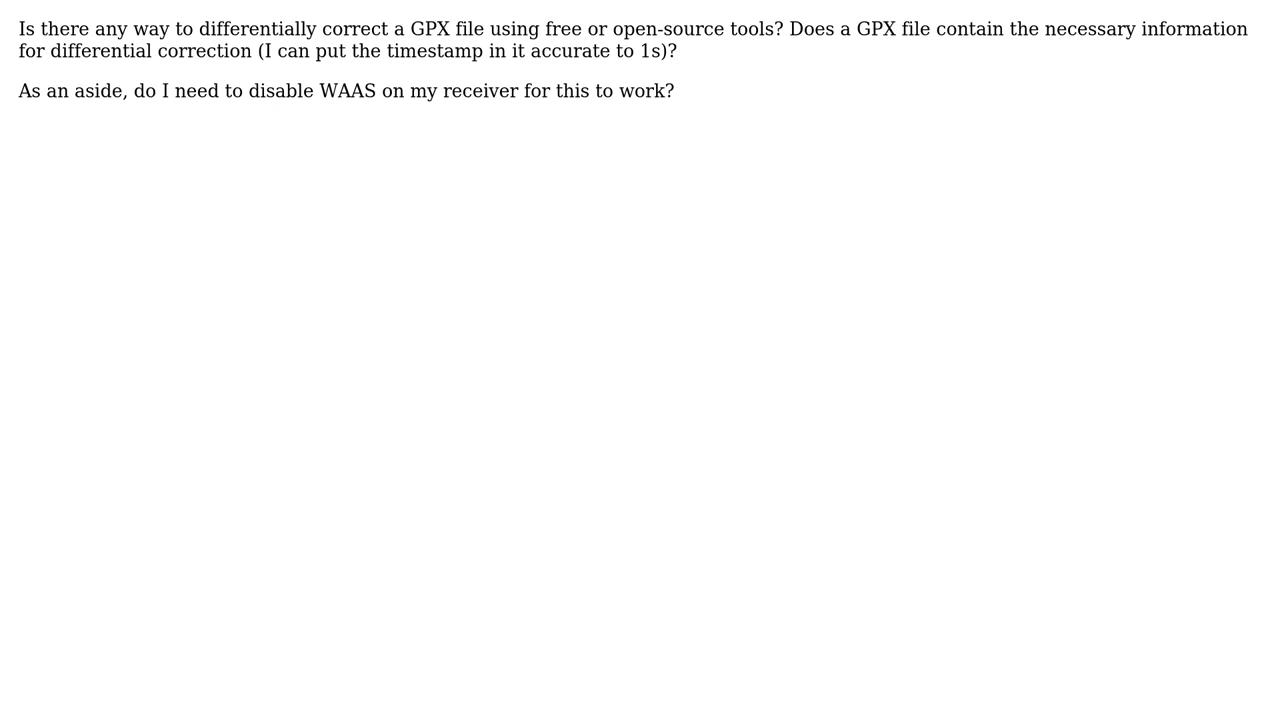 Is there any way to differentially correct a GPX file using free or open-source tools? Does a GPX file contain the necessary information
for differential correction (I can put the timestamp in it accurate to 1s)?
As an aside, do I need to disable WAAS on my receiver for this to work?